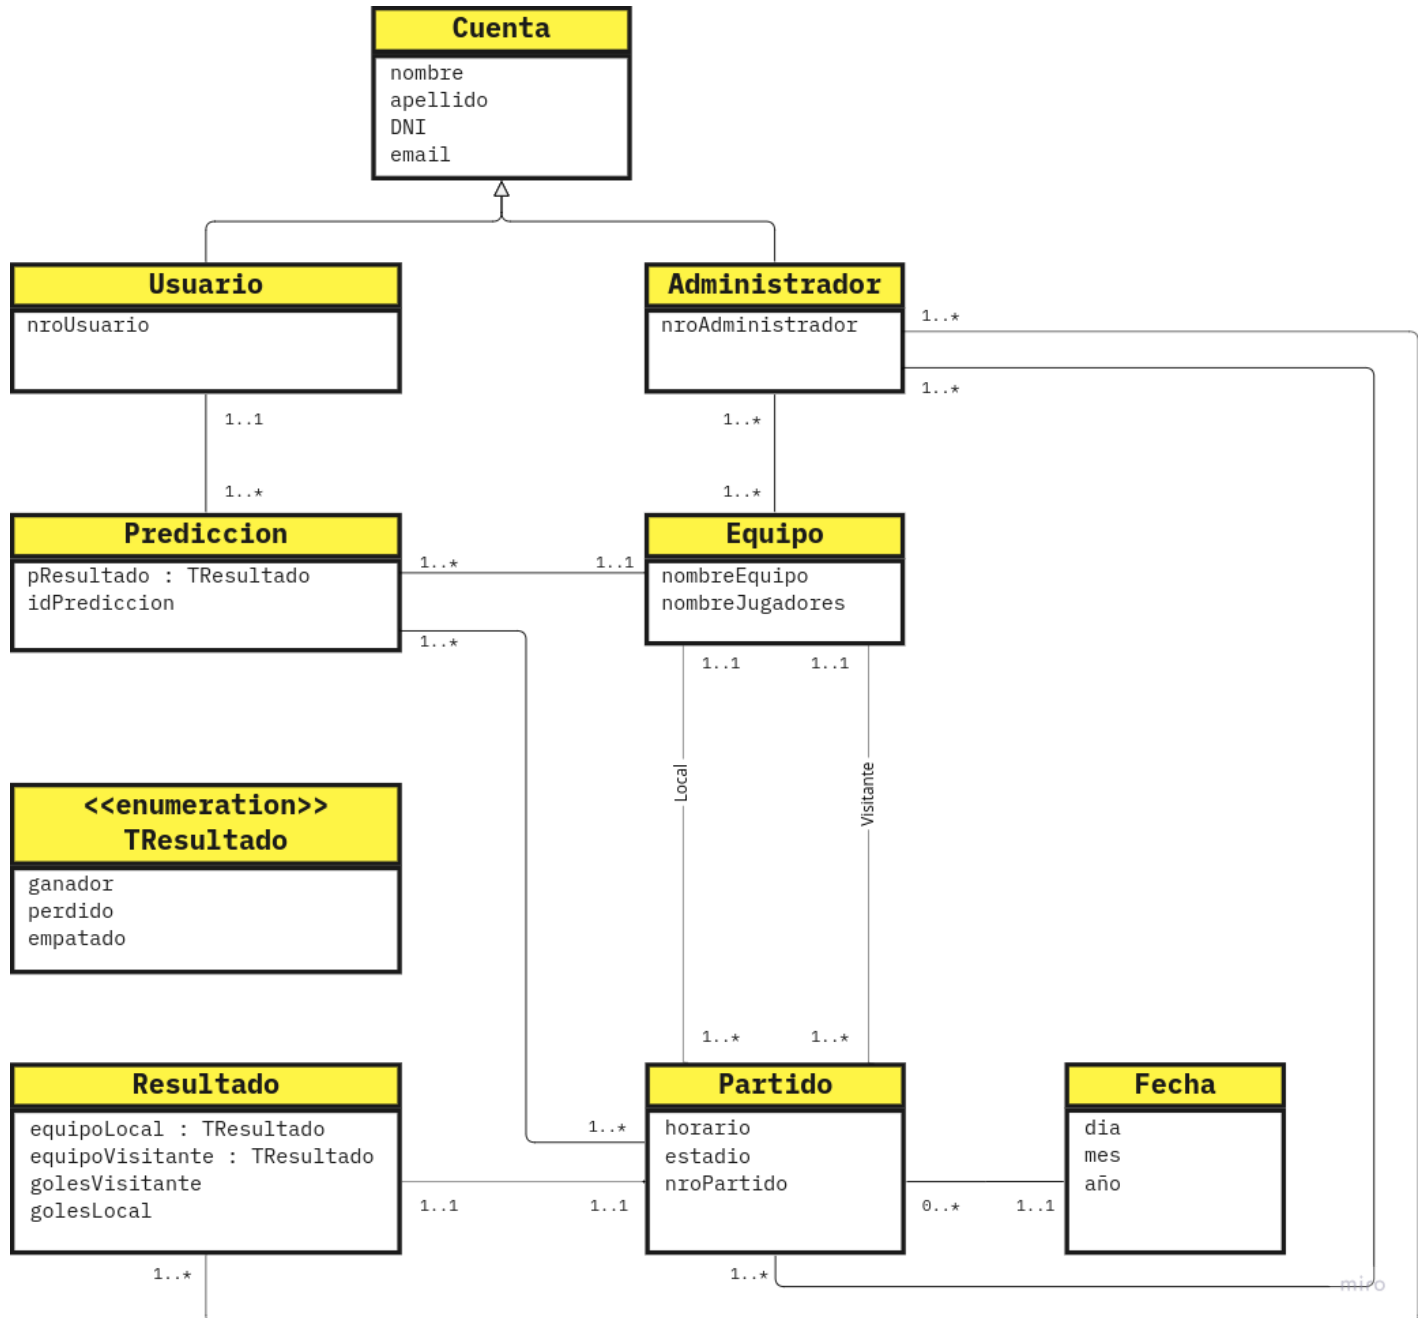 Cuenta
nombre
apellido
DNI
email
Usuario
nroUsuario
Administrador
nroAdministrador
1..*
1..*
1..1
1..*
1..*
1..*
Prediccion
pResultado : TResultado
idPrediccion
Equipo
nombreEquipo
nombreJugadores
1..*
1..1
1..*
1..1
1..1
Local
Visitante
<<enumeration>>
TResultado
ganador
perdido
empatado
1..*
1..*
Resultado
equipoLocal : TResultado
equipoVisitante : TResultado
golesVisitante
golesLocal
Partido
horario
estadio
nroPartido
Fecha
dia
mes
año
1..*
1..1
1..1
0..*
1..1
1..*
1..*
miro